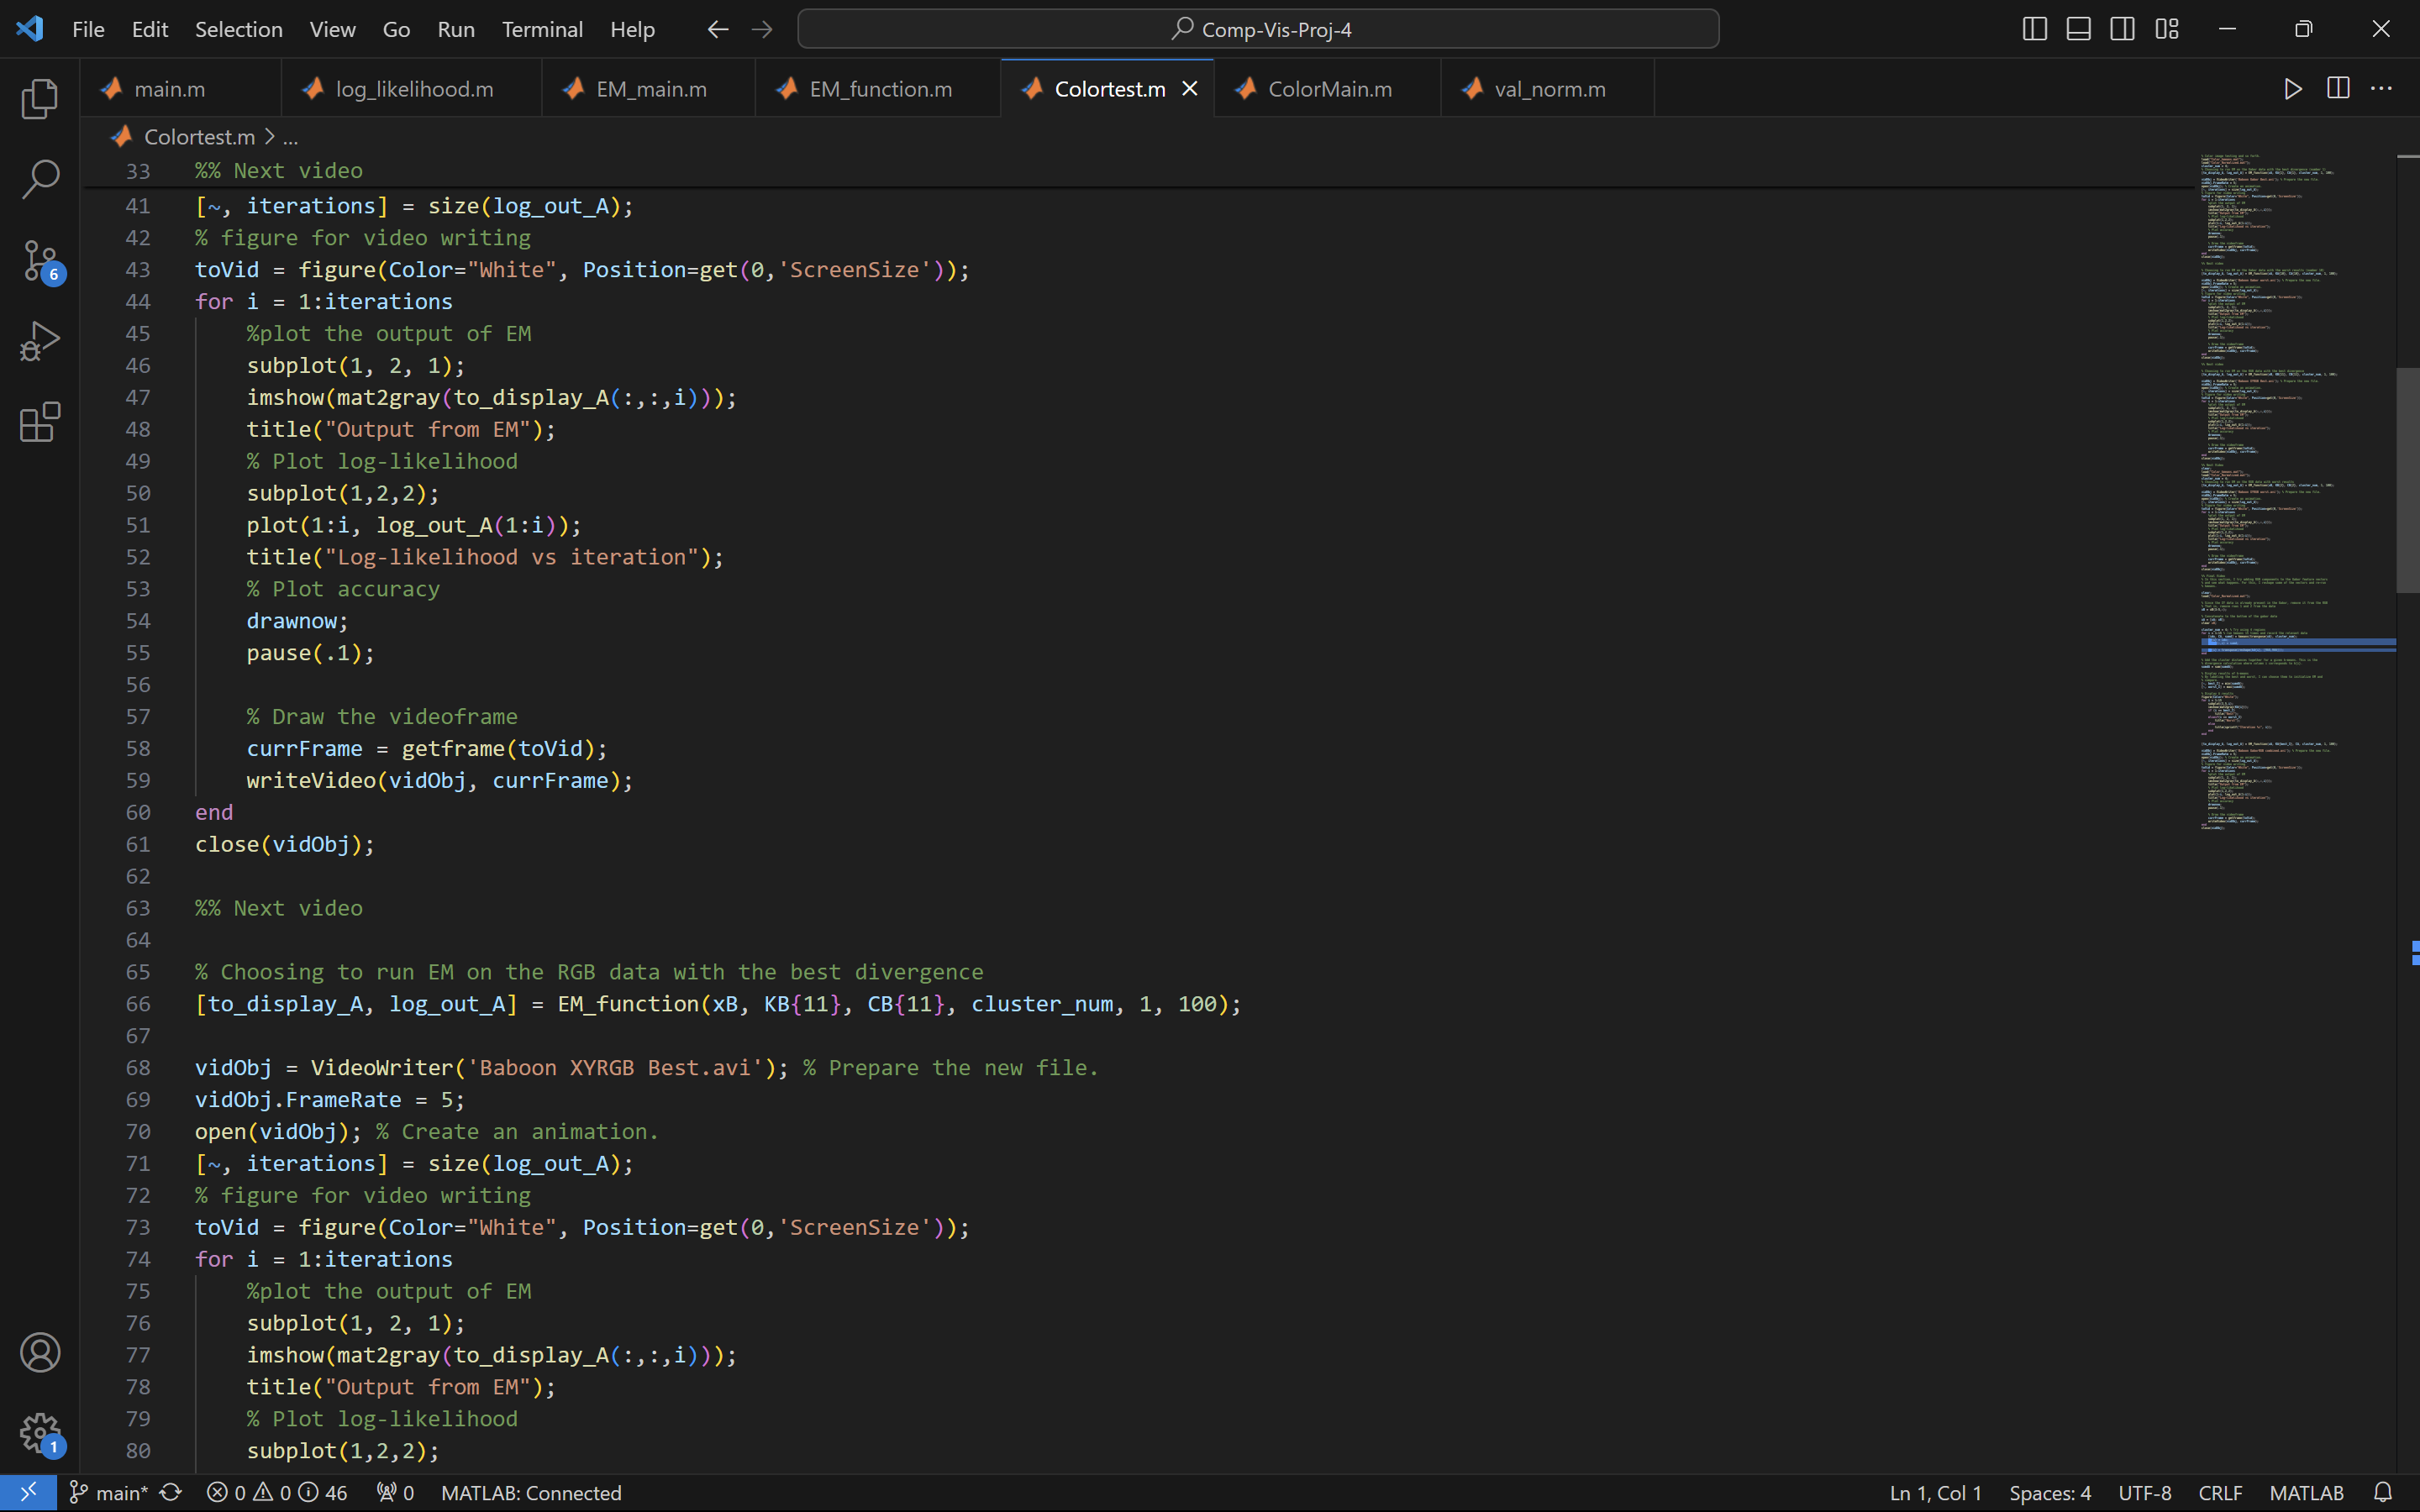 File Edit Selection View Go Run Terminal Help Comp-Vis-Proj-4
main.m log_likelihood.m EM_main.m EM_function.m Colortest.m ColorMain.m val_norm.m
Colortest.m > ...
33 %% Next video
41 [~, iterations] = size(log_out_A);
42 % figure for video writing
43 toVid = figure(Color="White", Position=get(0,'ScreenSize'));
44 for i = 1:iterations
45 %plot the output of EM
46 subplot(1, 2, 1);
47 imshow(mat2gray(to_display_A(:,:,i)));
48 title("Output from EM");
49 % Plot log-likelihood
50 subplot(1,2,2);
51 plot(1:i, log_out_A(1:i));
52 title("Log-likelihood vs iteration");
53 % Plot accuracy
54 drawnow;
55 pause(.1);
56
57 % Draw the videoframe
58 currFrame = getframe(toVid);
59 writeVideo(vidObj, currFrame);
60 end
61 close(vidObj);
62
63 %% Next video
64
65 % Choosing to run EM on the RGB data with the best divergence
66 [to_display_A, log_out_A] = EM_function(xB, KB{11}, CB{11}, cluster_num, 1, 100);
67
68 vidObj = VideoWriter('Baboon XYRGB Best.avi'); % Prepare the new file.
69 vidObj.FrameRate = 5;
70 open(vidObj); % Create an animation.
71 [~, iterations] = size(log_out_A);
72 % figure for video writing
73 toVid = figure(Color="White", Position=get(0,'ScreenSize'));
74 for i = 1:iterations
75 %plot the output of EM
76 subplot(1, 2, 1);
77 imshow(mat2gray(to_display_A(:,:,i)));
78 title("Output from EM");
79 % Plot log-likelihood
80 subplot(1,2,2);
6
1
main* 0 0 46 0 MATLAB: Connected Ln 1, Col 1 Spaces: 4 UTF-8 CRLF MATLAB